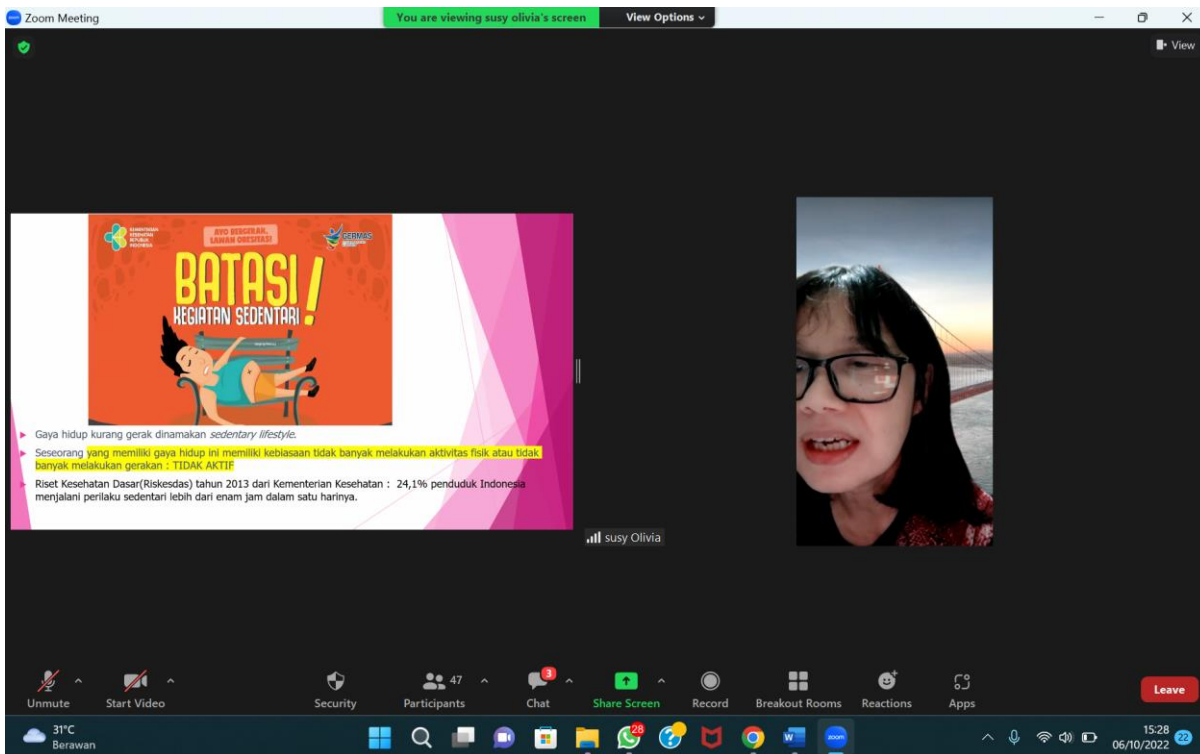 Zoom Meeting
You are viewing susy olivia's screen
View Options
View
KEMENTERIAN
KESEHATAN
REPUBLIK
INDONESIA
AYO BERGERAK,
LAWAN OBESITAS!
GERMAS
BATASI!
KEGIATAN SEDENTARI
Gaya hidup kurang gerak dinamakan sedentary lifestyle.
Seseorang yang memiliki gaya hidup ini memiliki kebiasaan tidak banyak melakukan aktivitas fisik atau tidak
banyak melakukan gerakan : TIDAK AKTIF
Riset Kesehatan Dasar(Riskesdas) tahun 2013 dari Kementerian Kesehatan : 24,1% penduduk Indonesia
menjalani perilaku sedentari lebih dari enam jam dalam satu harinya.
susy Olivia
Unmute
Start Video
Security
47
Participants
3
Chat
Share Screen
Record
Breakout Rooms
Reactions
Apps
Leave
31°C
Berawan
28
W
zoom
15:28
06/10/2022
22